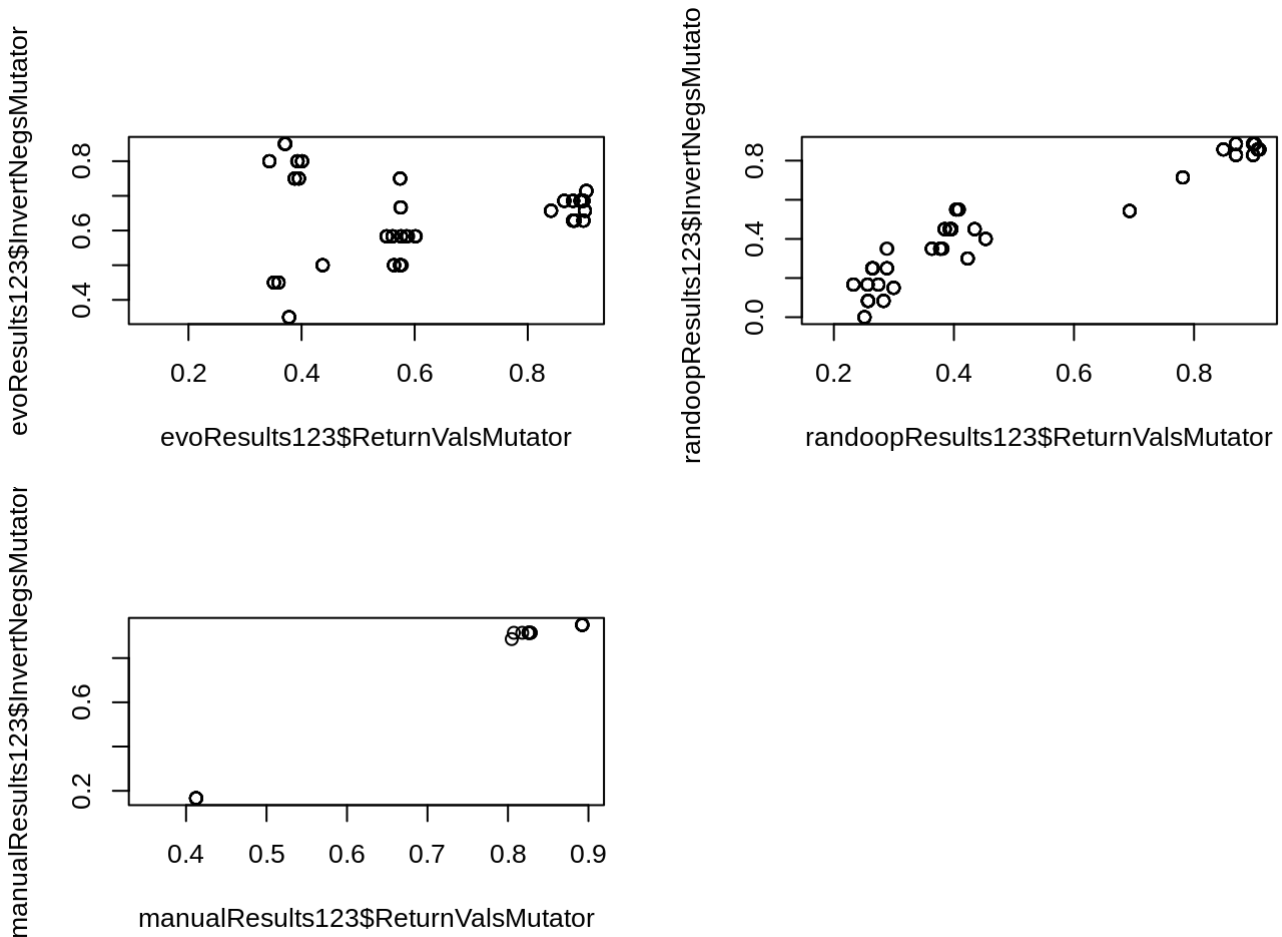 evoResults123$InvertNegsMutator
0.8
0.6
0.4
0.2 0.4 0.6 0.8
evoResults123$ReturnValsMutator
randoopResults123$InvertNegsMutato
0.8
0.4
0.0
0.2 0.4 0.6 0.8
randoopResults123$ReturnValsMutator
manualResults123$InvertNegsMutator
0.6
0.2
0.4 0.5 0.6 0.7 0.8 0.9
manualResults123$ReturnValsMutator